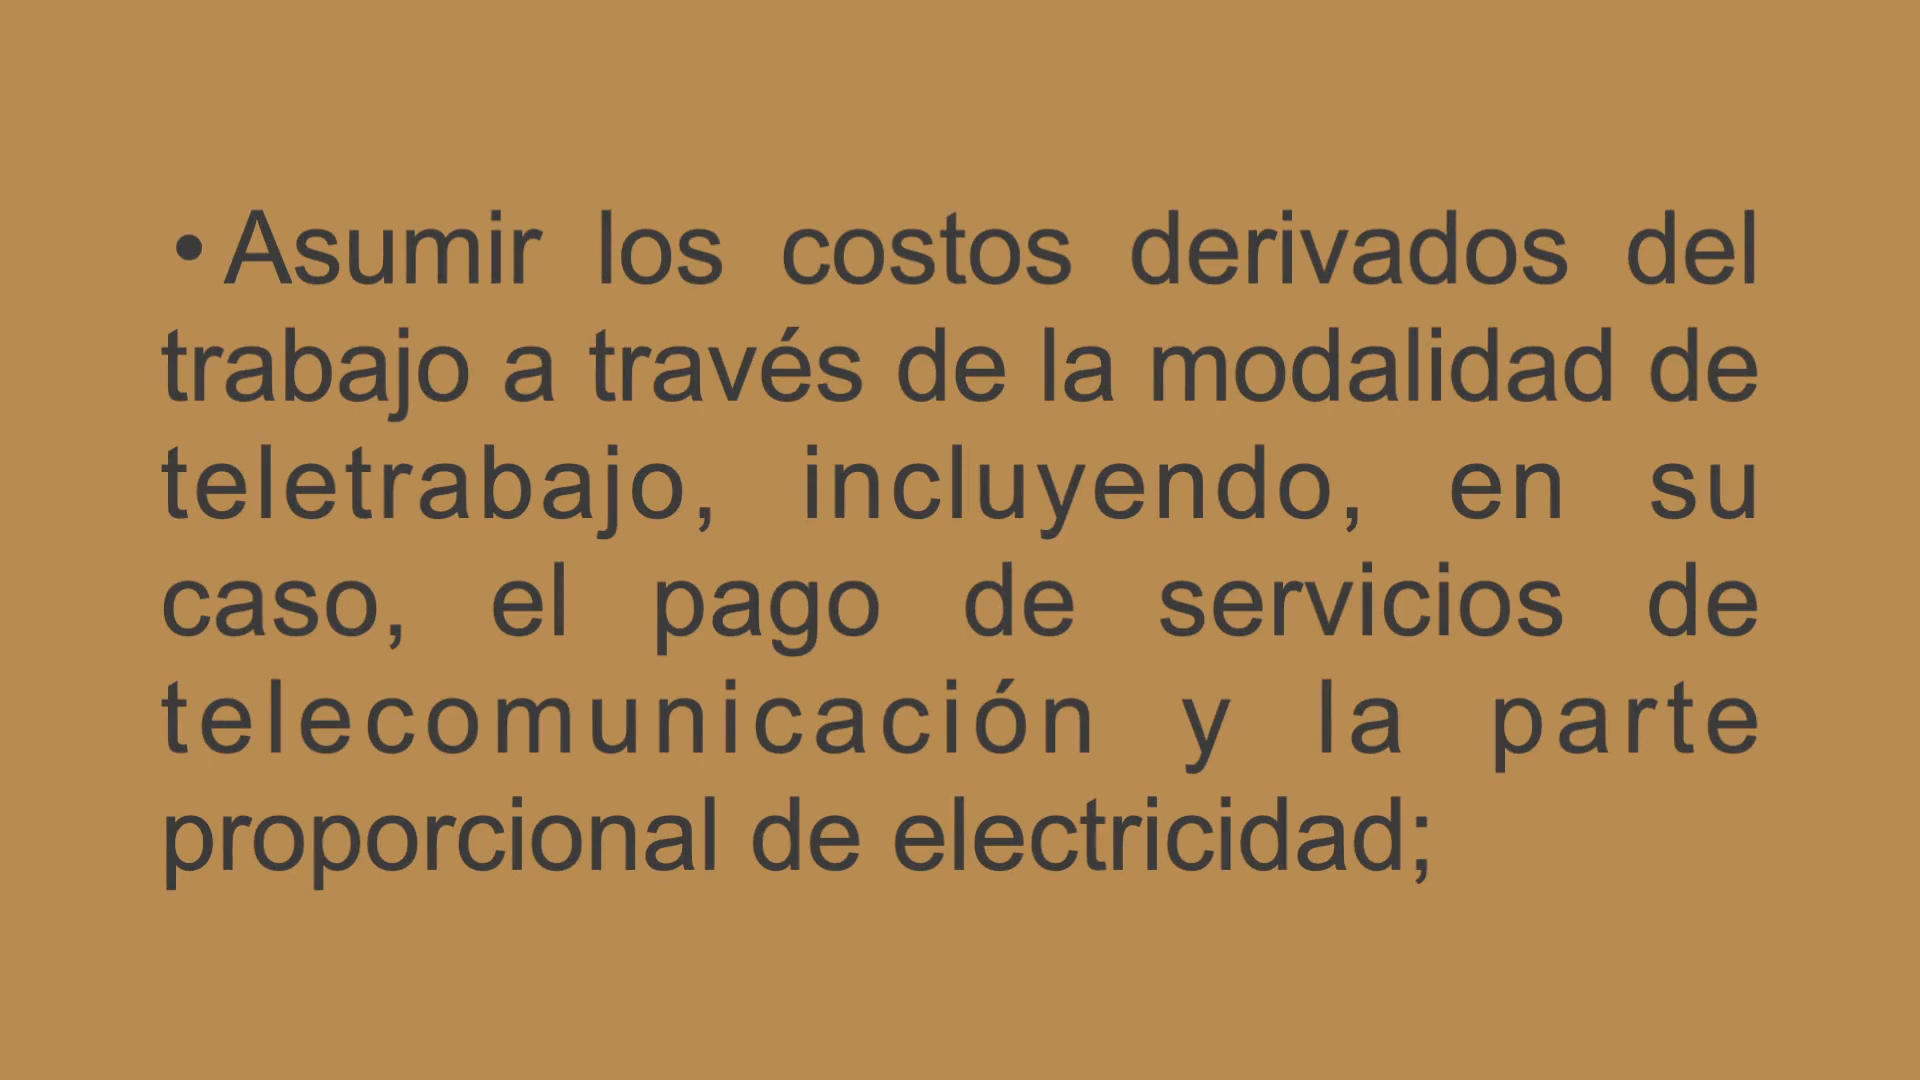 • Asumir los costos derivados del
trabajo a través de la modalidad de
teletrabajo, incluyendo, en su
caso, el pago de servicios de
telecomunicación y la parte
proporcional de electricidad;